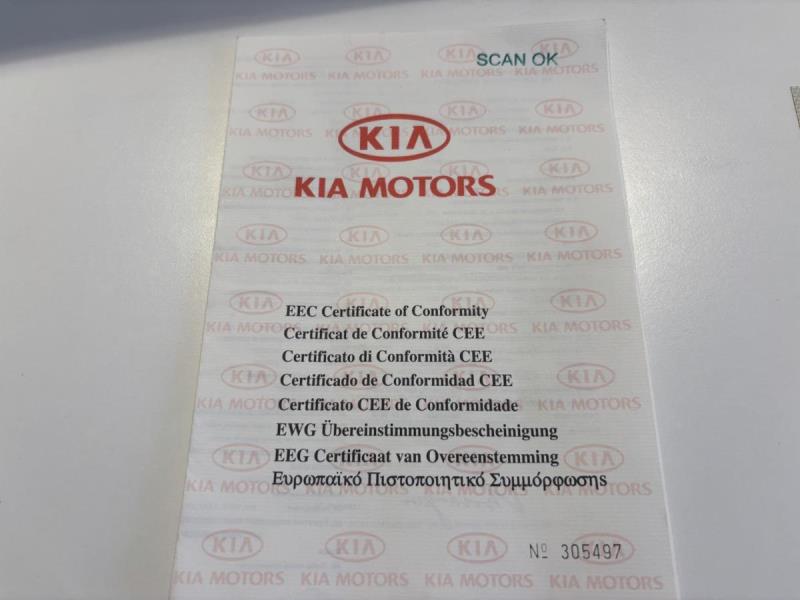 SCAN OK
KIA
KIA MOTORS
EEC Certificate of Conformity
Certificat de Conformité CEE
Certificato di Conformità CEE
Certificado de Conformidad CEE
Certificato CEE de Conformidade
EWG Übereinstimmungsbescheinigung
EEG Certificaat van Overeenstemming
Ευρωπαϊκό Πιστοποιητικό Συμμόρφωσηs
Nº 305497